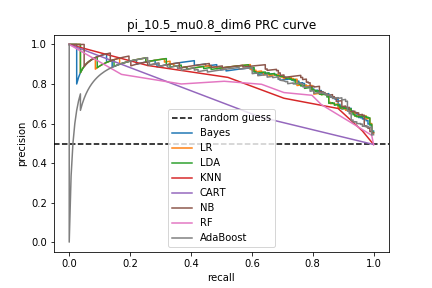 pi_10.5_mu0.8_dim6 PRC curve
1.0
0.8
0.6
0.4
0.2
0.0
precision
random guess
Bayes
LR
LDA
KNN
CART
NB
RF
AdaBoost
0.0 0.2 0.4 0.6 0.8 1.0
recall